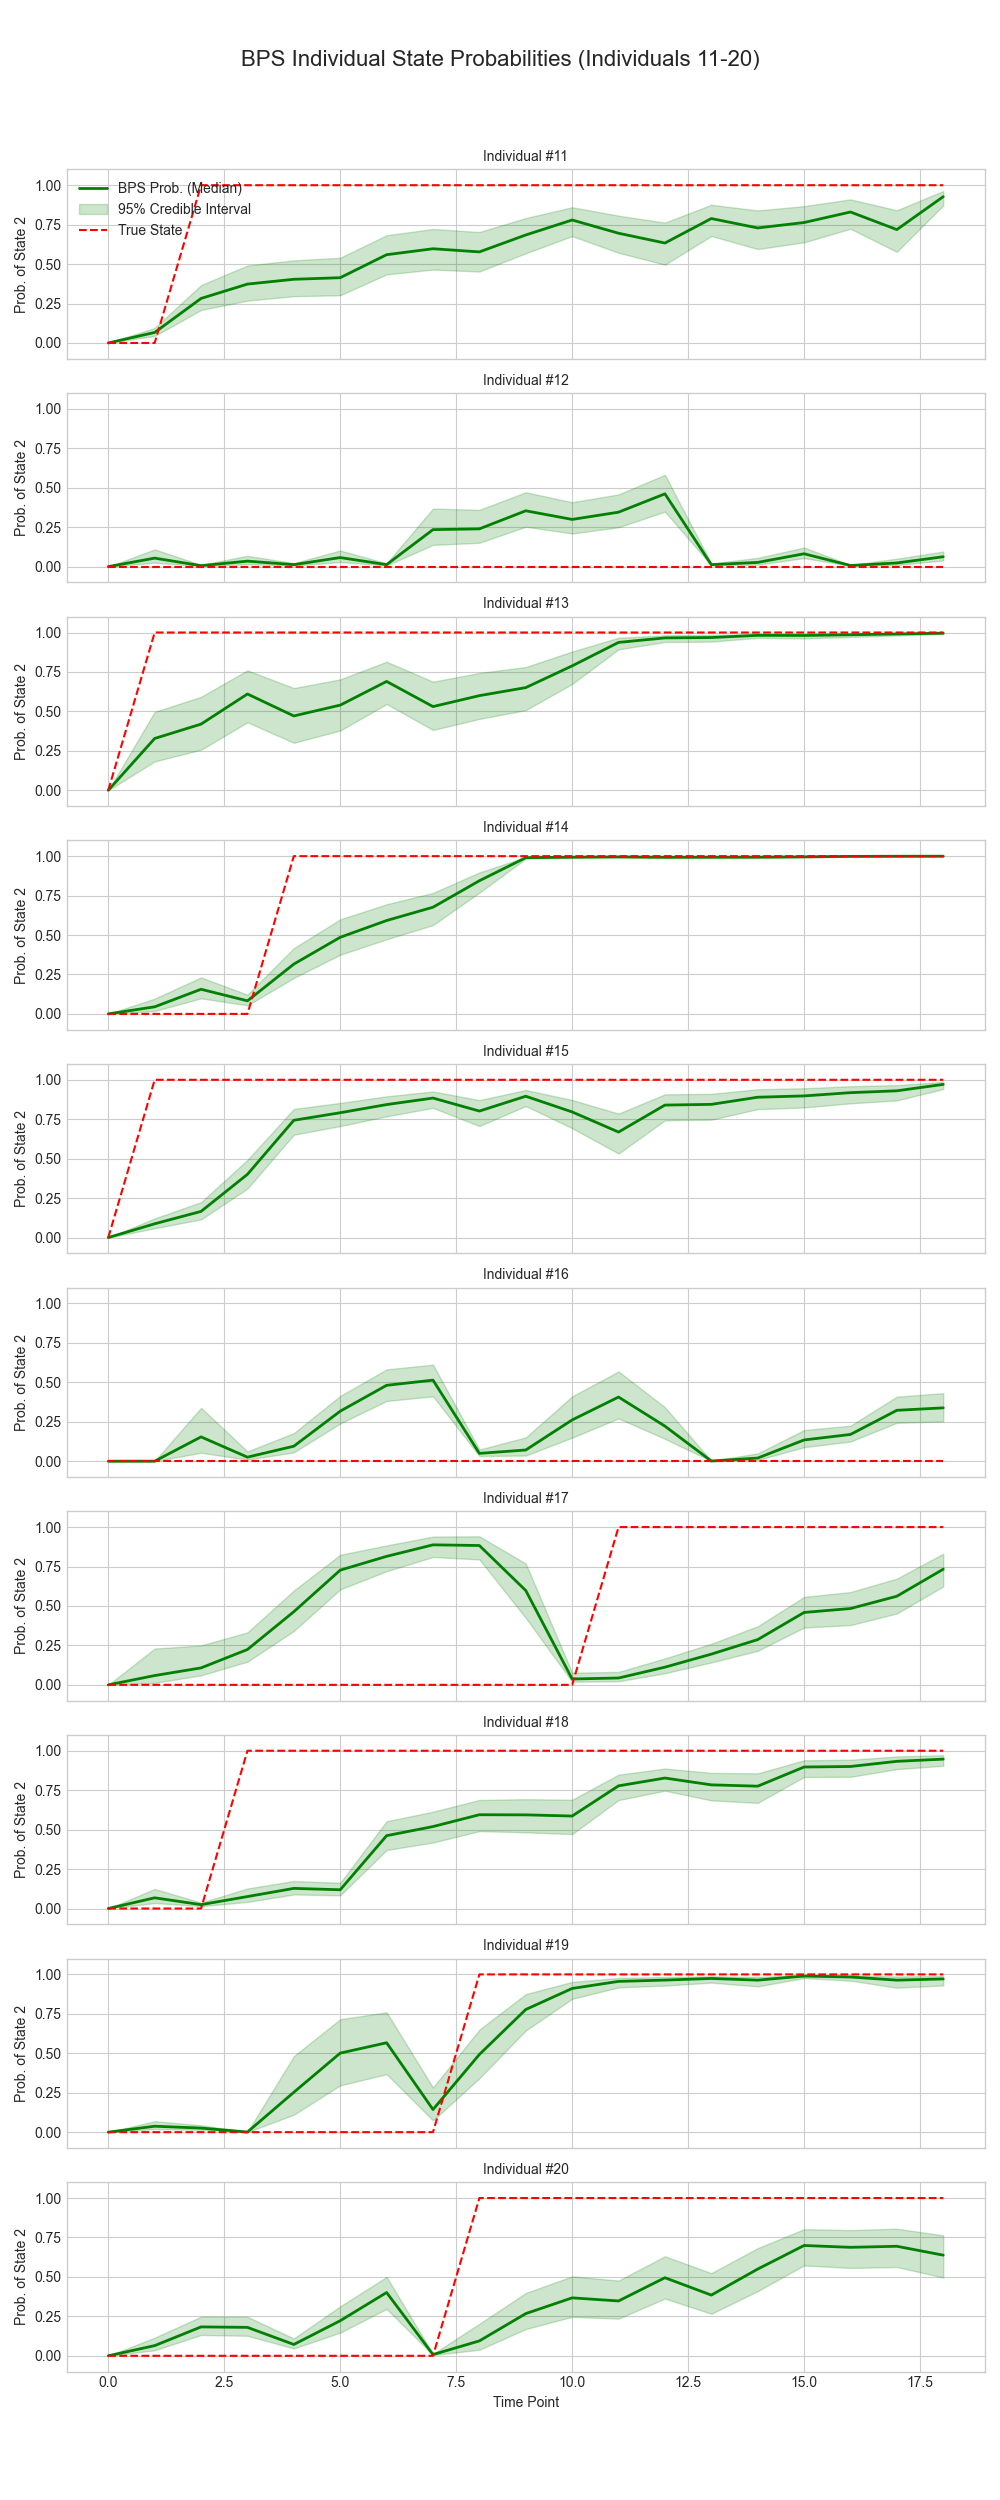 BPS Individual State Probabilities (Individuals 11-20)
Individual #11
1.00
0.75
0.50
0.25
0.00
Prob. of State 2
BPS Prob. (Median)
95% Credible Interval
True State
Individual #12
1.00
0.75
0.50
0.25
0.00
Prob. of State 2
Individual #13
1.00
0.75
0.50
0.25
0.00
Prob. of State 2
Individual #14
1.00
0.75
0.50
0.25
0.00
Prob. of State 2
Individual #15
1.00
0.75
0.50
0.25
0.00
Prob. of State 2
Individual #16
1.00
0.75
0.50
0.25
0.00
Prob. of State 2
Individual #17
1.00
0.75
0.50
0.25
0.00
Prob. of State 2
Individual #18
1.00
0.75
0.50
0.25
0.00
Prob. of State 2
Individual #19
1.00
0.75
0.50
0.25
0.00
Prob. of State 2
Individual #20
1.00
0.75
0.50
0.25
0.00
Prob. of State 2
0.0 2.5 5.0 7.5 10.0 12.5 15.0 17.5
Time Point